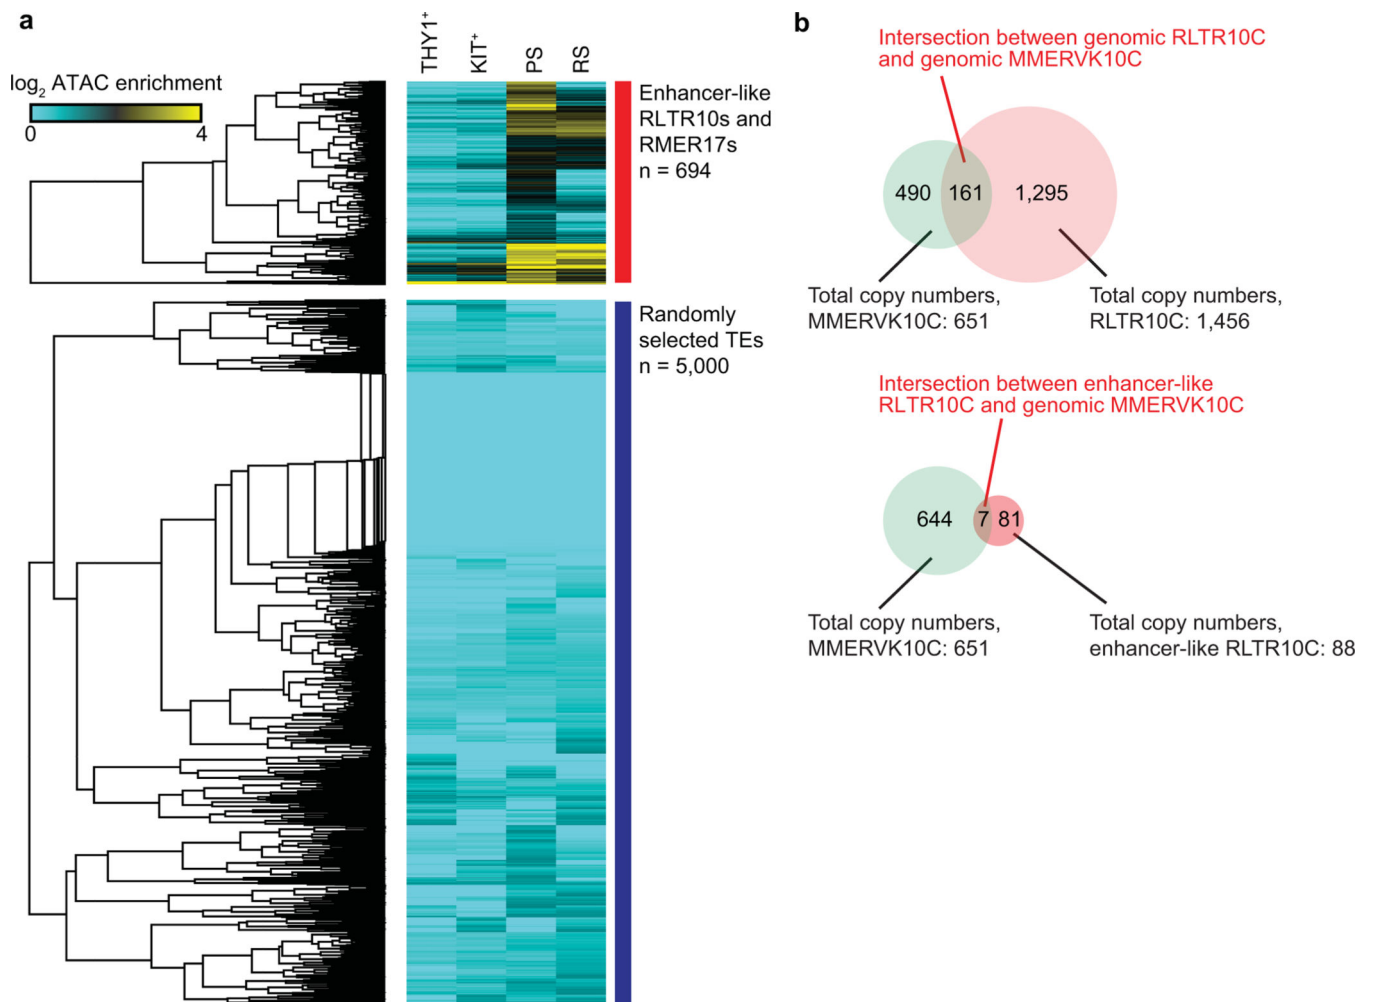 a
log2 ATAC enrichment
0 4
THY1+
KIT+
PS
RS
Enhancer-like
RLTR10s and
RMER17s
n = 694
Randomly
selected TEs
n = 5,000
b
Intersection between genomic RLTR10C
and genomic MMERVK10C
490 161 1,295
Total copy numbers,
MMERVK10C: 651
Total copy numbers,
RLTR10C: 1,456
Intersection between enhancer-like
RLTR10C and genomic MMERVK10C
644 7 81
Total copy numbers,
MMERVK10C: 651
Total copy numbers,
enhancer-like RLTR10C: 88